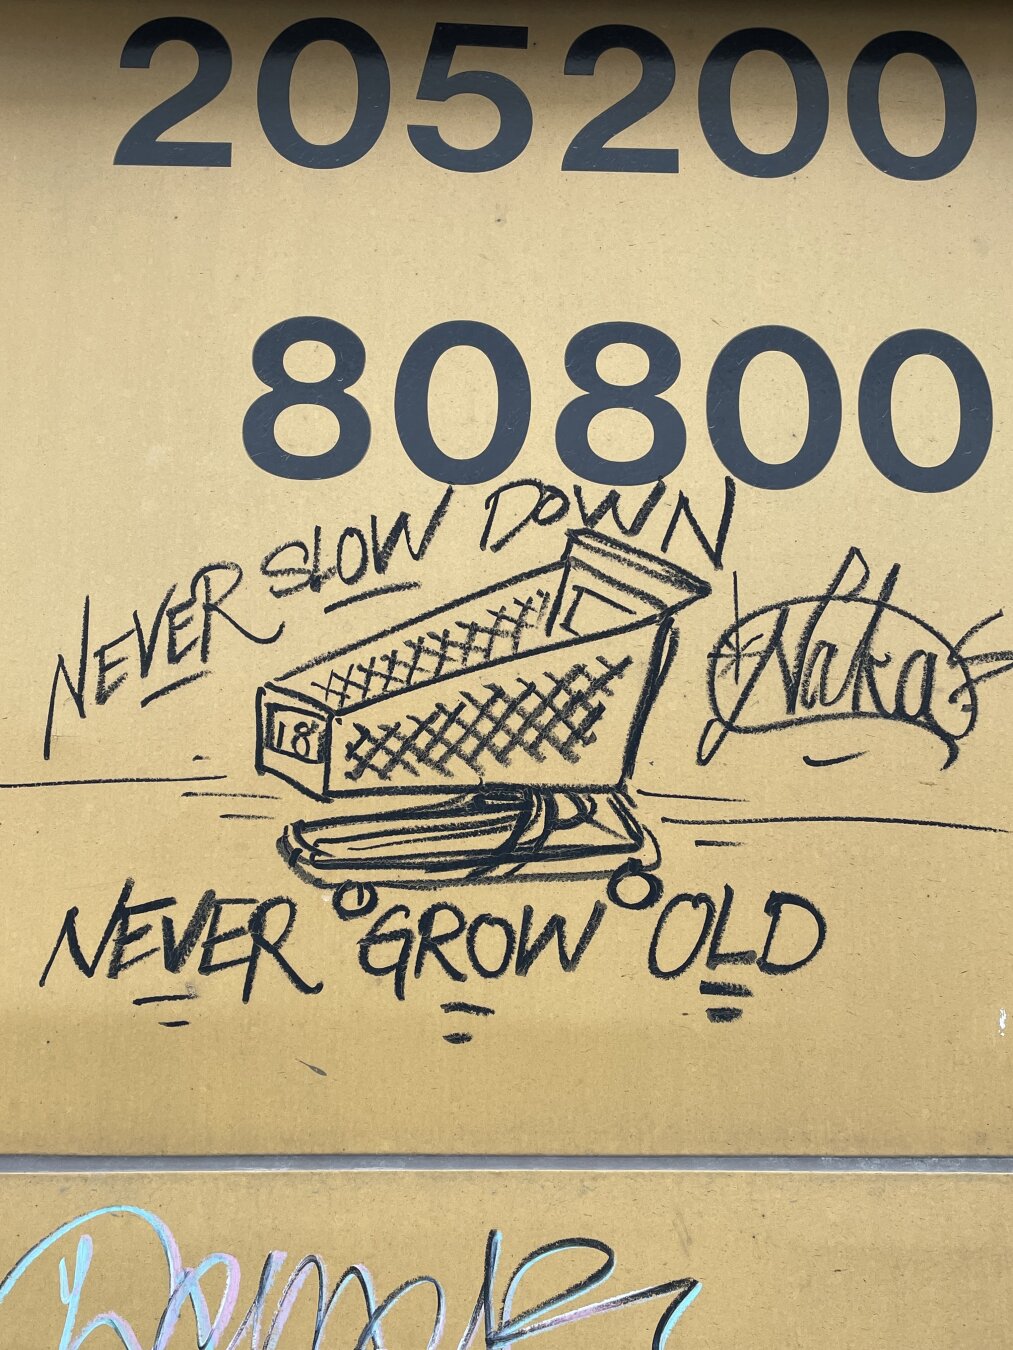 205200
80800
NEVER SLOW DOWN
Naka
18
NEVER GROW OLD